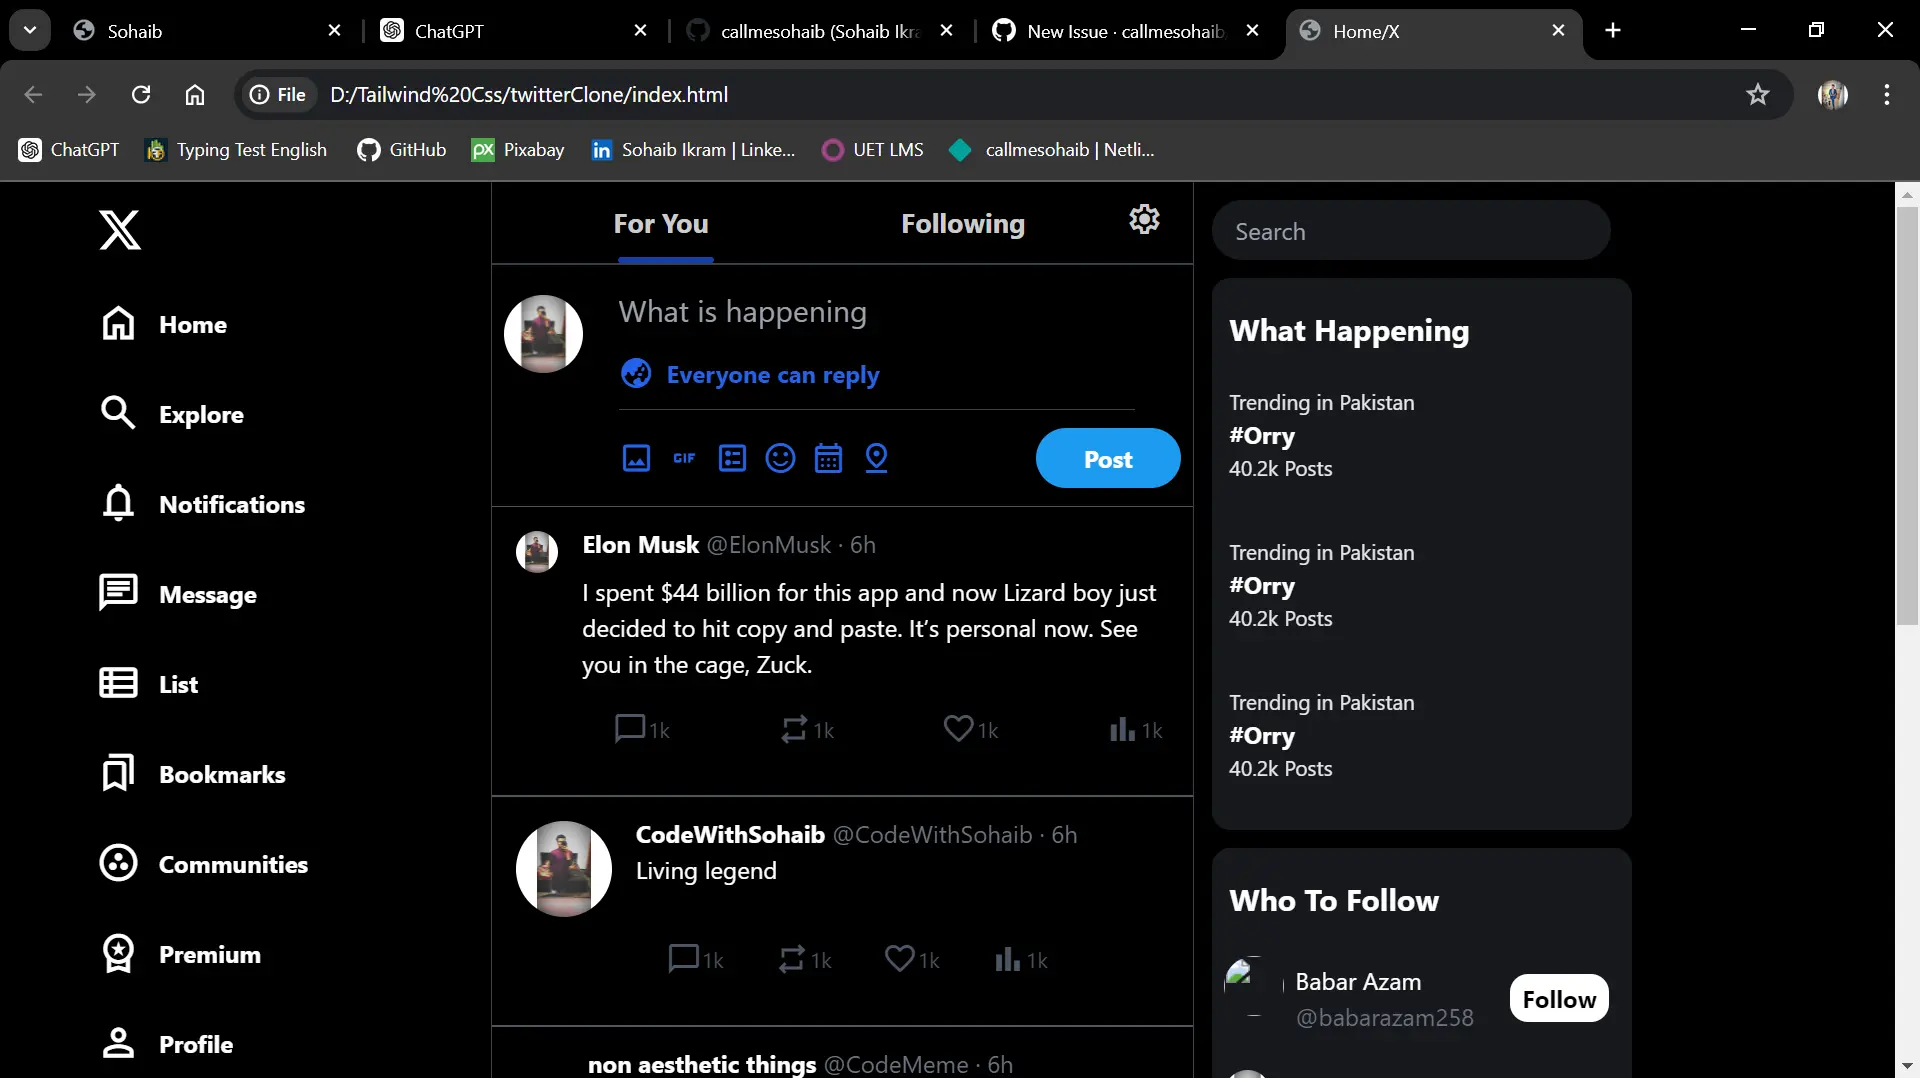 Sohaib
ChatGPT
callmesohaib (Sohaib Ikra
New Issue · callmesohaib
Home/X
File
D:/Tailwind%20Css/twitterClone/index.html
ChatGPT
Typing Test English
GitHub
px
Pixabay
in
Sohaib Ikram | Linke...
UET LMS
callmesohaib | Netli...
X
Home
Explore
Notifications
Message
List
Bookmarks
Communities
Premium
Profile
For You
Following
What is happening
Everyone can reply
GIF
Post
Elon Musk @ElonMusk · 6h
I spent $44 billion for this app and now Lizard boy just
decided to hit copy and paste. It’s personal now. See
you in the cage, Zuck.
1k
1k
1k
1k
CodeWithSohaib @CodeWithSohaib · 6h
Living legend
1k
1k
1k
1k
non aesthetic things @CodeMeme · 6h
Search
What Happening
Trending in Pakistan
#Orry
40.2k Posts
Trending in Pakistan
#Orry
40.2k Posts
Trending in Pakistan
#Orry
40.2k Posts
Who To Follow
Babar Azam
@babarazam258
Follow